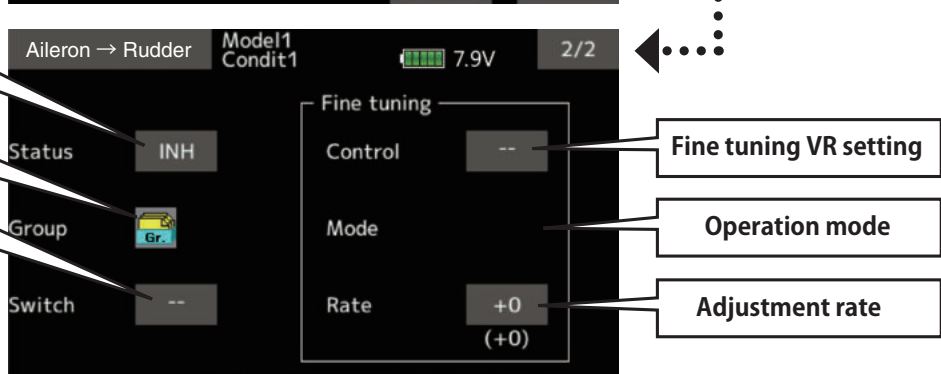 Aileron → Rudder
Model1
Condit1
7.9V
2/2
Status
INH
Group
Gr.
Switch
--
Fine tuning
Control
--
Mode
Rate
+0
(+0)
Fine tuning VR setting
Operation mode
Adjustment rate